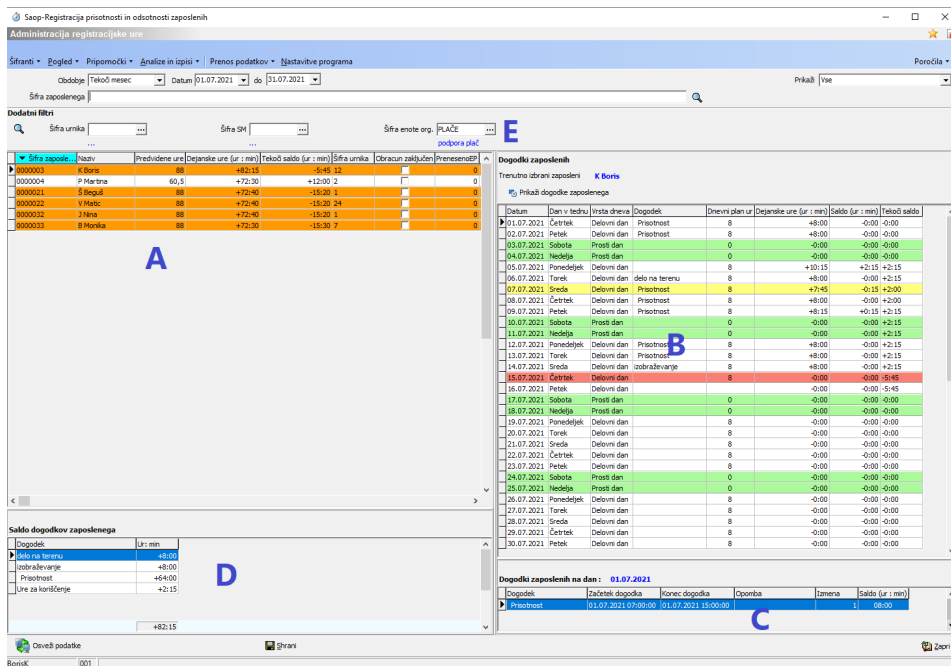 Saop-Registracija prisotnosti in odsotnosti zaposlenih
Administracija registracijske ure
Šifranti Pogled Pripomočki Analize in izpisi Prenos podatkov Nastavitve programa Poročila
Obdobje Tekoči mesec Datum 01.07.2021 do 31.07.2021 Prikaži Vse
Šifra zaposlenega
Dodatni filtri
Šifra urnika ... Šifra SM ... Šifra enote org. PLAČE ... E
... ... podpora plač
Šifra zaposle... Naziv Predvidene ure Dejanske ure (ur : min) Tekoči saldo (ur : min) Šifra urnika Obracun zaključen PrenesenoEP
0000003 K Boris 88 +82:15 -5:45 12 0
0000004 P Martina 60,5 +72:30 +12:00 2 0
0000021 Š Beguš 88 +72:40 -15:20 1 0
0000022 V Matic 88 +72:40 -15:20 24 0
0000032 J Nina 88 +72:40 -15:20 1 0
0000033 B Monika 88 +72:30 -15:30 7 0
A
Dogodki zaposlenih
Trenutno izbrani zaposleni K Boris
Prikaži dogodke zaposlenega
Datum Dan v tednu Vrsta dneva Dogodek Dnevni plan ur Dejanske ure (ur : min) Saldo (ur : min) Tekoči saldo
01.07.2021 Četrtek Delovni dan Prisotnost 8 +8:00 -0:00 -0:00
02.07.2021 Petek Delovni dan Prisotnost 8 +8:00 -0:00 -0:00
03.07.2021 Sobota Prosti dan 0 -0:00 -0:00 -0:00
04.07.2021 Nedelja Prosti dan 0 -0:00 -0:00 -0:00
05.07.2021 Ponedeljek Delovni dan 8 +10:15 +2:15 +2:15
06.07.2021 Torek Delovni dan delo na terenu 8 +8:00 -0:00 +2:15
07.07.2021 Sreda Delovni dan Prisotnost 8 +7:45 -0:15 +2:00
08.07.2021 Četrtek Delovni dan Prisotnost 8 +8:00 -0:00 +2:00
09.07.2021 Petek Delovni dan Prisotnost 8 +8:15 +0:15 +2:15
10.07.2021 Sobota Prosti dan 0 -0:00 -0:00 +2:15
11.07.2021 Nedelja Prosti dan 0 -0:00 -0:00 +2:15
12.07.2021 Ponedeljek Delovni dan Prisotnost 8 +8:00 -0:00 +2:15
B
13.07.2021 Torek Delovni dan Prisotnost 8 +8:00 -0:00 +2:15
14.07.2021 Sreda Delovni dan izobraževanje 8 +8:00 -0:00 +2:15
15.07.2021 Četrtek Delovni dan 8 -0:00 -0:00 -5:45
16.07.2021 Petek Delovni dan 8 -0:00 -0:00 -5:45
17.07.2021 Sobota Prosti dan 0 -0:00 -0:00 -0:00
18.07.2021 Nedelja Prosti dan 0 -0:00 -0:00 -0:00
19.07.2021 Ponedeljek Delovni dan 8 -0:00 -0:00 -0:00
20.07.2021 Torek Delovni dan 8 -0:00 -0:00 -0:00
21.07.2021 Sreda Delovni dan 8 -0:00 -0:00 -0:00
22.07.2021 Četrtek Delovni dan 8 -0:00 -0:00 -0:00
23.07.2021 Petek Delovni dan 8 -0:00 -0:00 -0:00
24.07.2021 Sobota Prosti dan 0 -0:00 -0:00 -0:00
25.07.2021 Nedelja Prosti dan 0 -0:00 -0:00 -0:00
26.07.2021 Ponedeljek Delovni dan 8 -0:00 -0:00 -0:00
27.07.2021 Torek Delovni dan 8 -0:00 -0:00 -0:00
28.07.2021 Sreda Delovni dan 8 -0:00 -0:00 -0:00
29.07.2021 Četrtek Delovni dan 8 -0:00 -0:00 -0:00
30.07.2021 Petek Delovni dan 8 -0:00 -0:00 -0:00
Saldo dogodkov zaposlenega
Dogodek Ur: min
delo na terenu +8:00
izobraževanje +8:00
Prisotnost +64:00
Ure za koriščenje +2:15
+82:15
D
Dogodki zaposlenih na dan : 01.07.2021
Dogodek Začetek dogodka Konec dogodka Opomba Izmena Saldo (ur : min)
Prisotnost 01.07.2021 07:00:00 01.07.2021 15:00:00 1 08:00
C
Osveži podatke Shrani Zapri
BorisK 001